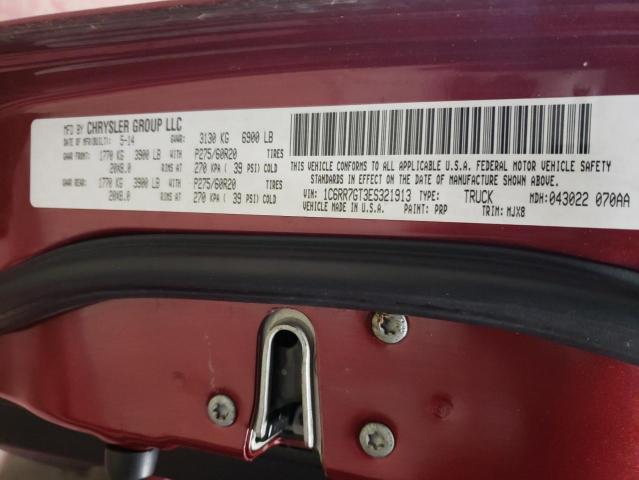 MFD BY CHRYSLER GROUP LLC
DATE OF MFR(BUILT): 5-14 GVWR: 3130 KG 6900 LB
GAWR FRONT: 1770 KG 3900 LB WITH P275/60R20 TIRES
20X8.0 RIMS AT 270 KPA ( 39 PSI) COLD
GAWR REAR: 1770 KG 3900 LB WITH P275/60R20 TIRES
20X8.0 RIMS AT 270 KPA ( 39 PSI) COLD
THIS VEHICLE CONFORMS TO ALL APPLICABLE U.S.A. FEDERAL MOTOR VEHICLE SAFETY
STANDARDS IN EFFECT ON THE DATE OF MANUFACTURE SHOWN ABOVE.
VIN: 1C6RR7GT3ES321913 TYPE: TRUCK MDH: 043022 070AA
VEHICLE MADE IN U.S.A. PAINT: PRP TRIM: MJX8